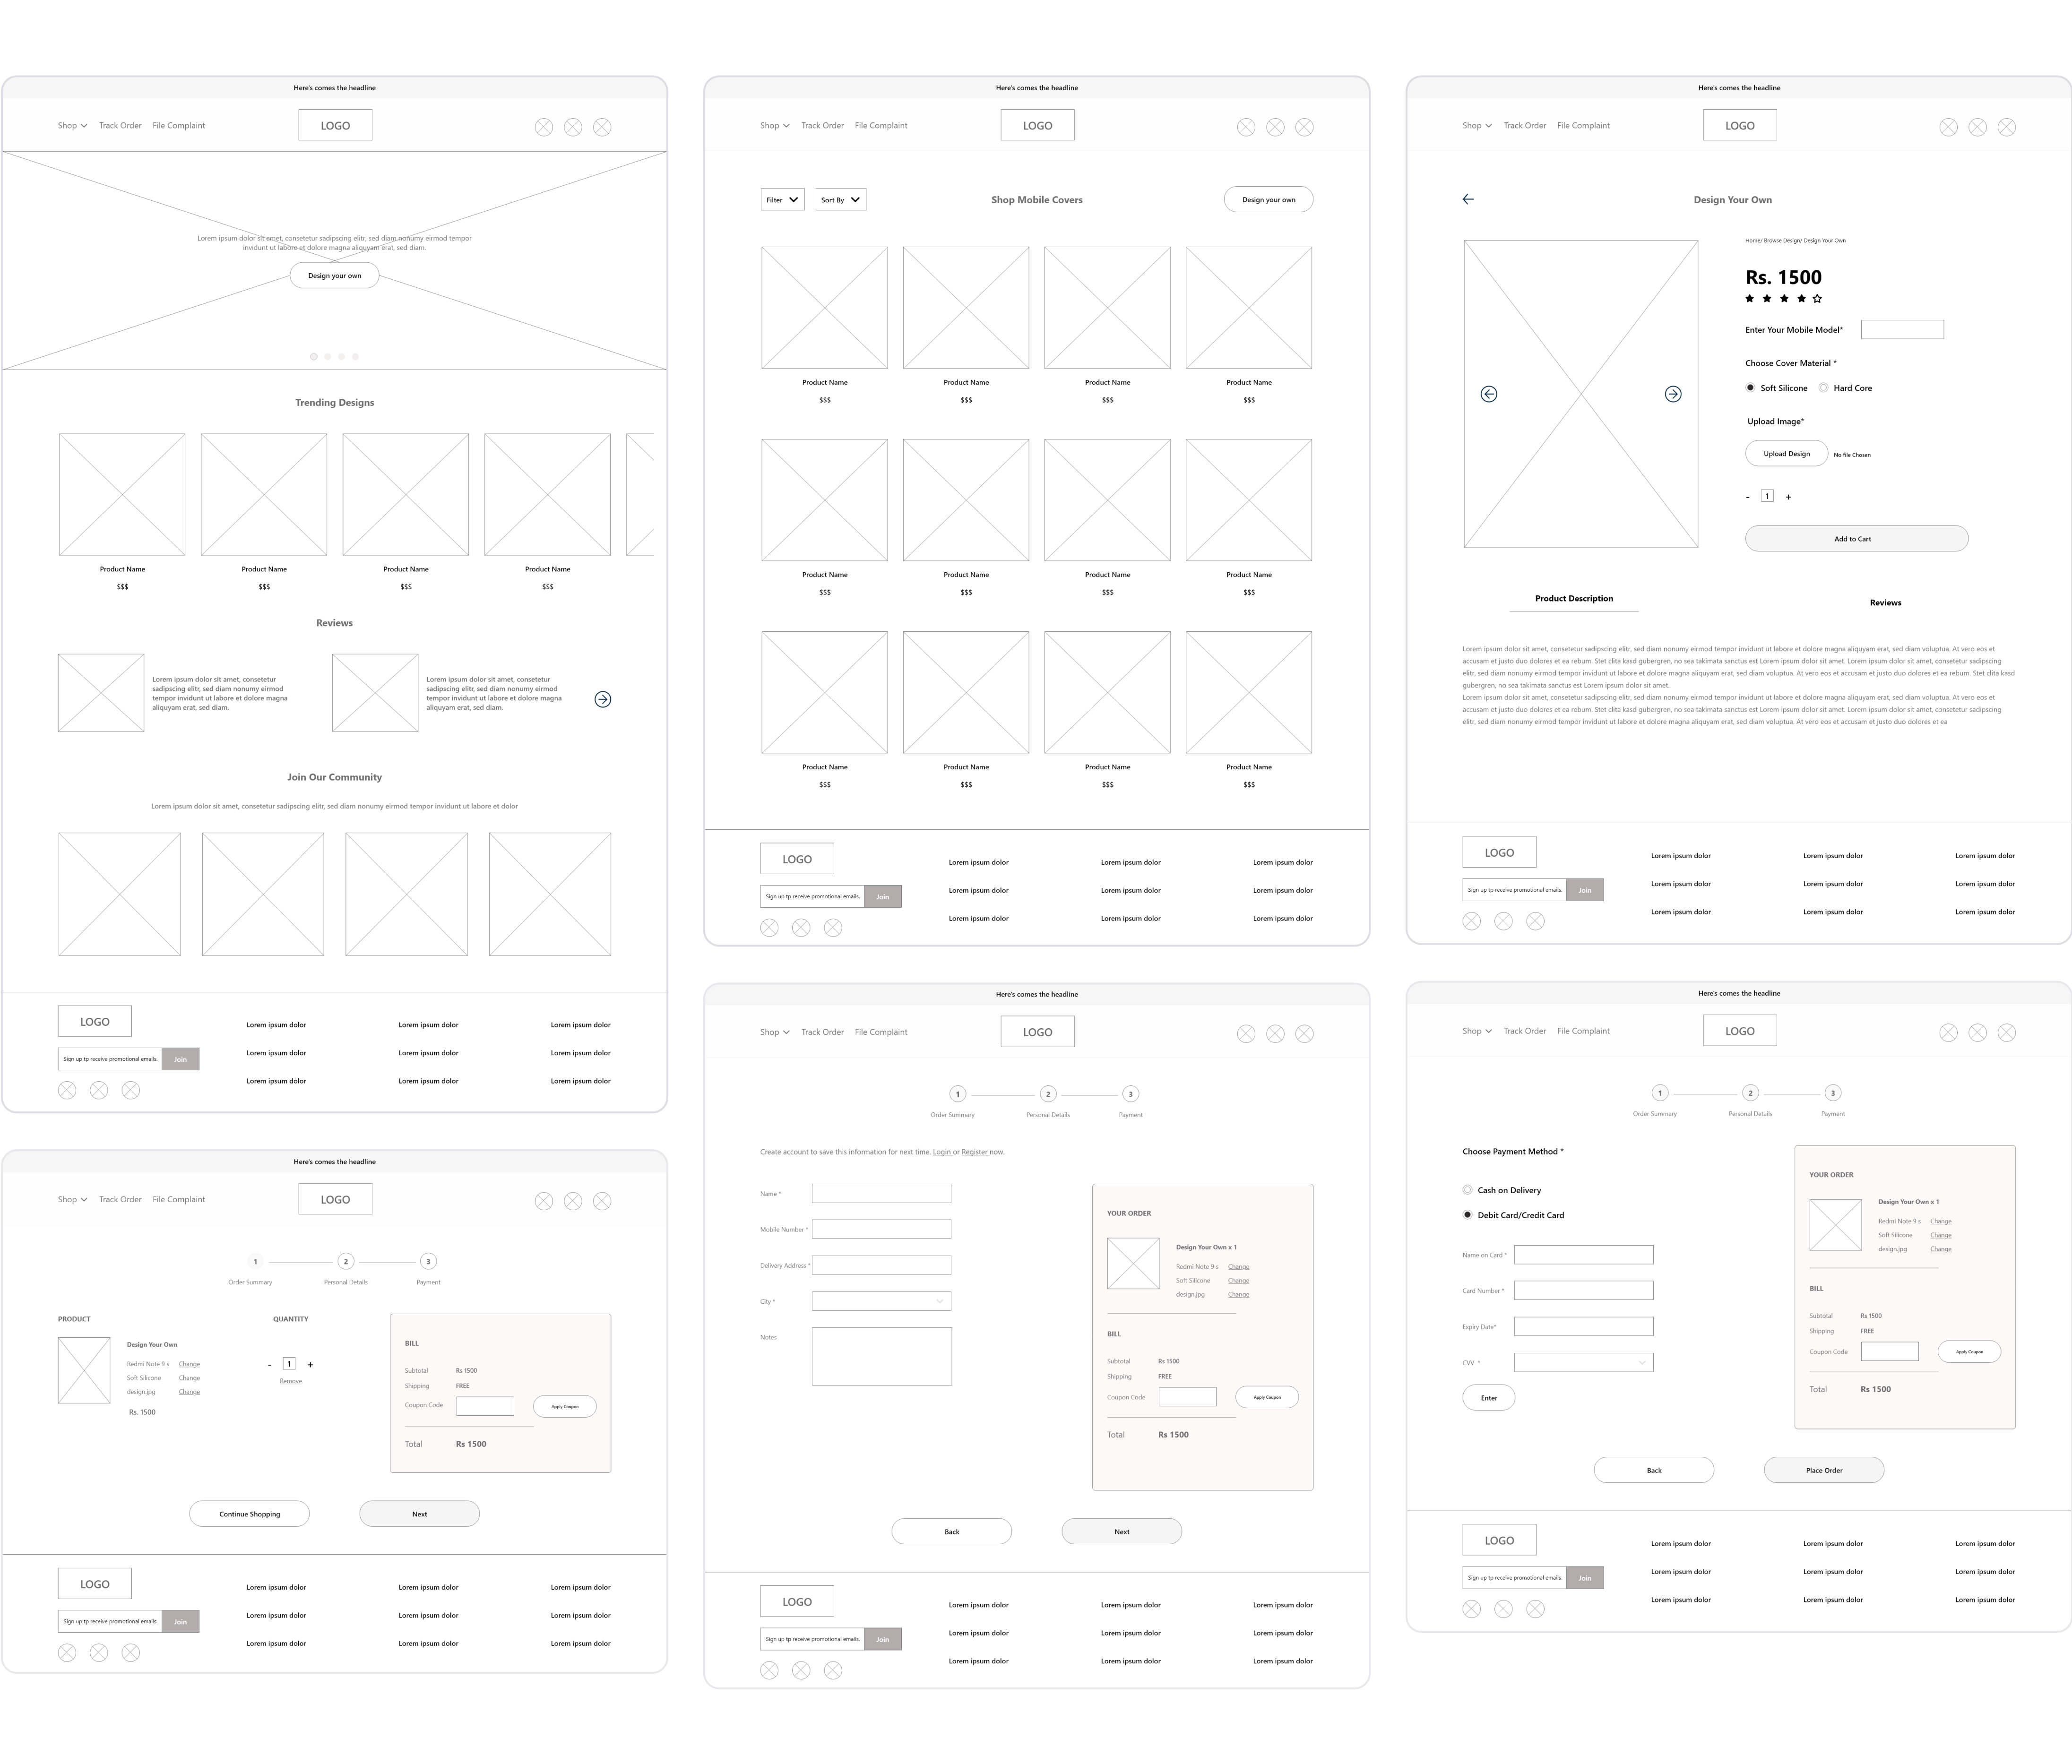 Here's comes the headline
Shop Track Order File Complaint
LOGO
Lorem ipsum dolor sit amet, consetetur sadipscing elitr, sed diam nonumy eirmod tempor
invidunt ut labore et dolore magna aliquyam erat, sed diam.
Design your own
Trending Designs
Product Name Product Name Product Name Product Name
$$$ $$$ $$$ $$$
Reviews
Lorem ipsum dolor sit amet, consetetur
sadipscing elitr, sed diam nonumy eirmod
tempor invidunt ut labore et dolore magna
aliquyam erat, sed diam.
Lorem ipsum dolor sit amet, consetetur
sadipscing elitr, sed diam nonumy eirmod
tempor invidunt ut labore et dolore magna
aliquyam erat, sed diam.
Join Our Community
Lorem ipsum dolor sit amet, consetetur sadipscing elitr, sed diam nonumy eirmod tempor invidunt ut labore et dolor
LOGO
Sign up tp receive promotional emails. Join
Lorem ipsum dolor Lorem ipsum dolor Lorem ipsum dolor
Lorem ipsum dolor Lorem ipsum dolor Lorem ipsum dolor
Lorem ipsum dolor Lorem ipsum dolor Lorem ipsum dolor
Here's comes the headline
Shop Track Order File Complaint
LOGO
Filter Sort By
Shop Mobile Covers
Design your own
Product Name Product Name Product Name Product Name
$$$ $$$ $$$ $$$
Product Name Product Name Product Name Product Name
$$$ $$$ $$$ $$$
Product Name Product Name Product Name Product Name
$$$ $$$ $$$ $$$
LOGO
Sign up tp receive promotional emails. Join
Lorem ipsum dolor Lorem ipsum dolor Lorem ipsum dolor
Lorem ipsum dolor Lorem ipsum dolor Lorem ipsum dolor
Lorem ipsum dolor Lorem ipsum dolor Lorem ipsum dolor
Here's comes the headline
Shop Track Order File Complaint
LOGO
Design Your Own
Home/ Browse Design/ Design Your Own
Rs. 1500
Enter Your Mobile Model*
Choose Cover Material *
Soft Silicone Hard Core
Upload Image*
Upload Design No file Chosen
- 1 +
Add to Cart
Product Description Reviews
Lorem ipsum dolor sit amet, consetetur sadipscing elitr, sed diam nonumy eirmod tempor invidunt ut labore et dolore magna aliquyam erat, sed diam voluptua. At vero eos et
accusam et justo duo dolores et ea rebum. Stet clita kasd gubergren, no sea takimata sanctus est Lorem ipsum dolor sit amet. Lorem ipsum dolor sit amet, consetetur sadipscing
elitr, sed diam nonumy eirmod tempor invidunt ut labore et dolore magna aliquyam erat, sed diam voluptua. At vero eos et accusam et justo duo dolores et ea rebum. Stet clita kasd
gubergren, no sea takimata sanctus est Lorem ipsum dolor sit amet.
Lorem ipsum dolor sit amet, consetetur sadipscing elitr, sed diam nonumy eirmod tempor invidunt ut labore et dolore magna aliquyam erat, sed diam voluptua. At vero eos et
accusam et justo duo dolores et ea rebum. Stet clita kasd gubergren, no sea takimata sanctus est Lorem ipsum dolor sit amet. Lorem ipsum dolor sit amet, consetetur sadipscing
elitr, sed diam nonumy eirmod tempor invidunt ut labore et dolore magna aliquyam erat, sed diam voluptua. At vero eos et accusam et justo duo dolores et ea
LOGO
Sign up tp receive promotional emails. Join
Lorem ipsum dolor Lorem ipsum dolor Lorem ipsum dolor
Lorem ipsum dolor Lorem ipsum dolor Lorem ipsum dolor
Lorem ipsum dolor Lorem ipsum dolor Lorem ipsum dolor
Here's comes the headline
Shop Track Order File Complaint
LOGO
1 2 3
Order Summary Personal Details Payment
PRODUCT QUANTITY
Design Your Own
Redmi Note 9 s Change
Soft Silicone Change
design.jpg Change
Rs. 1500
- 1 +
Remove
BILL
Subtotal Rs 1500
Shipping FREE
Coupon Code Apply Coupon
Total Rs 1500
Continue Shopping Next
LOGO
Sign up tp receive promotional emails. Join
Lorem ipsum dolor Lorem ipsum dolor Lorem ipsum dolor
Lorem ipsum dolor Lorem ipsum dolor Lorem ipsum dolor
Lorem ipsum dolor Lorem ipsum dolor Lorem ipsum dolor
Here's comes the headline
Shop Track Order File Complaint
LOGO
1 2 3
Order Summary Personal Details Payment
Create account to save this information for next time. Login or Register now.
Name *
Mobile Number *
Delivery Address *
City *
Notes
YOUR ORDER
Design Your Own x 1
Redmi Note 9 s Change
Soft Silicone Change
design.jpg Change
BILL
Subtotal Rs 1500
Shipping FREE
Coupon Code Apply Coupon
Total Rs 1500
Back Next
LOGO
Sign up tp receive promotional emails. Join
Lorem ipsum dolor Lorem ipsum dolor Lorem ipsum dolor
Lorem ipsum dolor Lorem ipsum dolor Lorem ipsum dolor
Lorem ipsum dolor Lorem ipsum dolor Lorem ipsum dolor
Here's comes the headline
Shop Track Order File Complaint
LOGO
1 2 3
Order Summary Personal Details Payment
Choose Payment Method *
Cash on Delivery
Debit Card/Credit Card
Name on Card *
Card Number *
Expiry Date*
CVV *
Enter
YOUR ORDER
Design Your Own x 1
Redmi Note 9 s Change
Soft Silicone Change
design.jpg Change
BILL
Subtotal Rs 1500
Shipping FREE
Coupon Code Apply Coupon
Total Rs 1500
Back Place Order
LOGO
Sign up tp receive promotional emails. Join
Lorem ipsum dolor Lorem ipsum dolor Lorem ipsum dolor
Lorem ipsum dolor Lorem ipsum dolor Lorem ipsum dolor
Lorem ipsum dolor Lorem ipsum dolor Lorem ipsum dolor